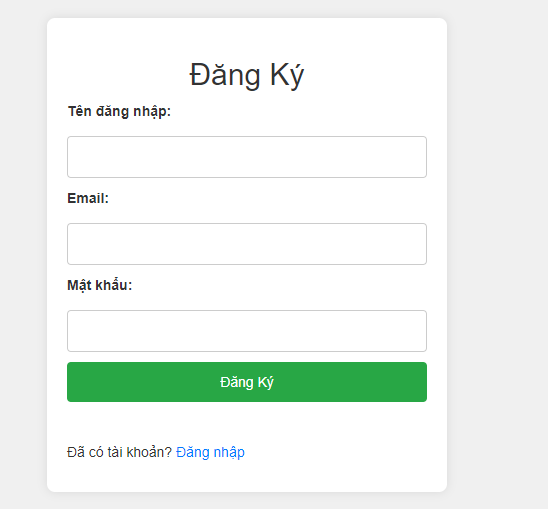 Đăng Ký
Tên đăng nhập:
Email:
Mật khẩu:
Đăng Ký
Đã có tài khoản? Đăng nhập